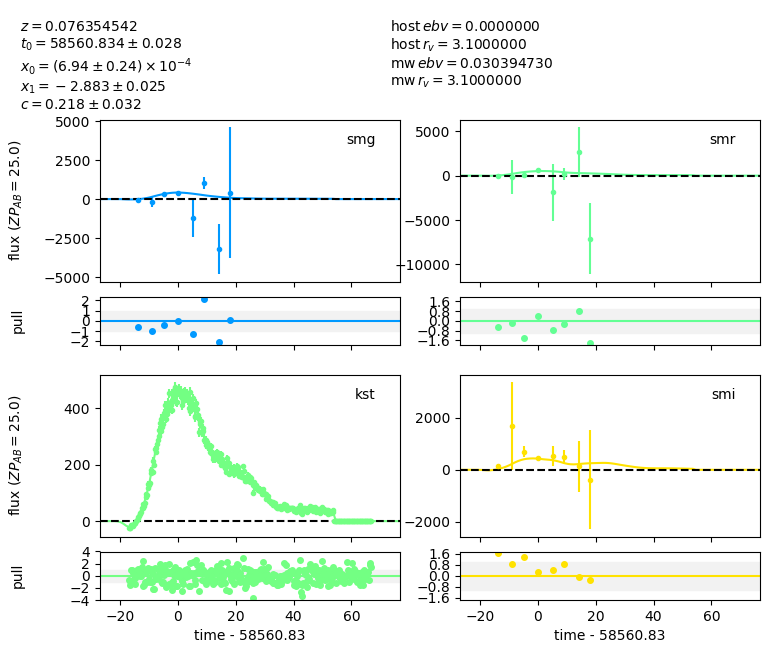 z = 0.076354542
t₀ = 58560.834 ± 0.028
x₀ = (6.94 ± 0.24) × 10⁻⁴
x₁ = −2.883 ± 0.025
c = 0.218 ± 0.032
host ebv = 0.0000000
host r_v = 3.1000000
mw ebv = 0.030394730
mw r_v = 3.1000000
flux (ZP_AB = 25.0)
5000
2500
0
−2500
−5000
smg
5000
0
−5000
−10000
smr
pull
2
1
0
−1
−2
1.6
0.8
0.0
−0.8
−1.6
flux (ZP_AB = 25.0)
400
200
0
kst
2000
0
−2000
smi
pull
4
2
0
−2
−4
−20 0 20 40 60
time - 58560.83
1.6
0.8
0.0
−0.8
−1.6
−20 0 20 40 60
time - 58560.83